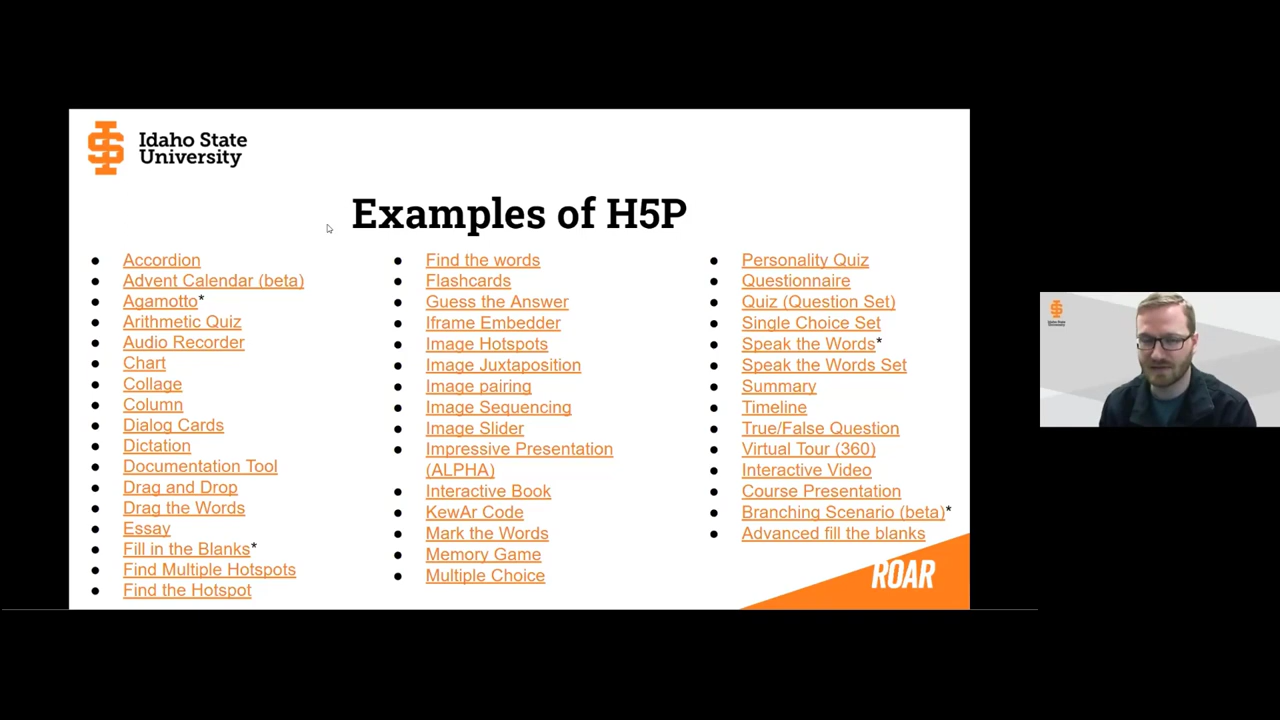 Idaho State
University
Examples of H5P
● Accordion
● Advent Calendar (beta)
● Agamotto*
● Arithmetic Quiz
● Audio Recorder
● Chart
● Collage
● Column
● Dialog Cards
● Dictation
● Documentation Tool
● Drag and Drop
● Drag the Words
● Essay
● Fill in the Blanks*
● Find Multiple Hotspots
● Find the Hotspot
● Find the words
● Flashcards
● Guess the Answer
● Iframe Embedder
● Image Hotspots
● Image Juxtaposition
● Image pairing
● Image Sequencing
● Image Slider
● Impressive Presentation
(ALPHA)
● Interactive Book
● KewAr Code
● Mark the Words
● Memory Game
● Multiple Choice
● Personality Quiz
● Questionnaire
● Quiz (Question Set)
● Single Choice Set
● Speak the Words*
● Speak the Words Set
● Summary
● Timeline
● True/False Question
● Virtual Tour (360)
● Interactive Video
● Course Presentation
● Branching Scenario (beta)*
● Advanced fill the blanks
ROAR
Idaho State
University